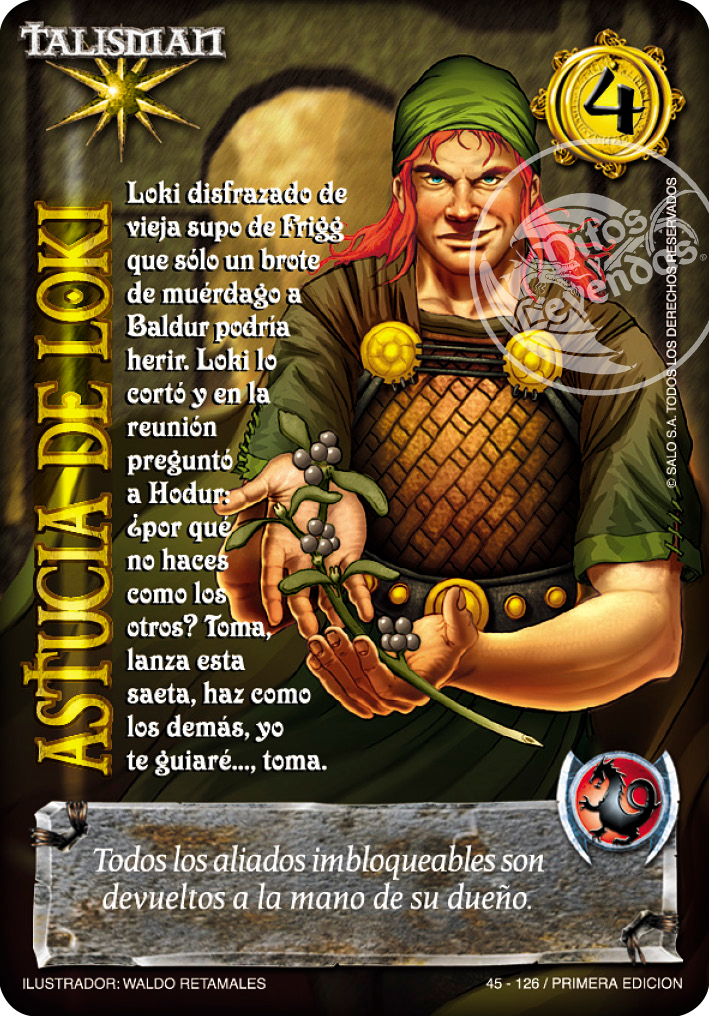 TALISMAN
4
ASTUCIA DE LOKI
Loki disfrazado de
vieja supo de Frigg
que sólo un brote
de muérdago a
Baldur podría
herir. Loki lo
cortó y en la
reunión
preguntó
a Hodur:
¿por qué
no haces
como los
otros? Toma,
lanza esta
saeta, haz como
los demás, yo
te guiaré..., toma.
Mitos
y
Leyendas®
© SALO S.A. TODOS LOS DERECHOS RESERVADOS
Todos los aliados imbloqueables son
devueltos a la mano de su dueño.
ILUSTRADOR: WALDO RETAMALES
45 - 126 / PRIMERA EDICION